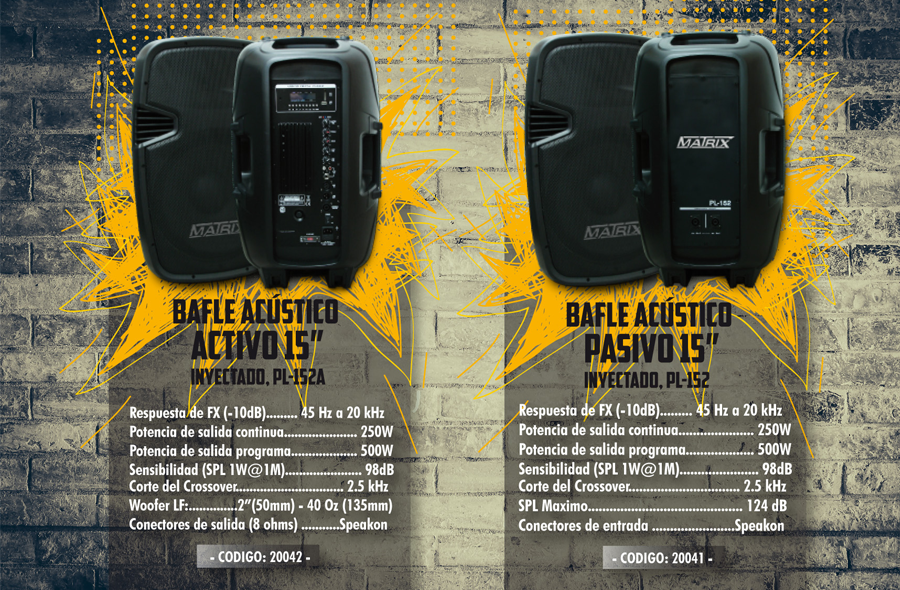 MATRIX
BAFLE ACÚSTICO
ACTIVO 15”
INYECTADO, PL-152A
Respuesta de FX (-10dB)......... 45 Hz a 20 kHz
Potencia de salida continua..................... 250W
Potencia de salida programa................... 500W
Sensibilidad (SPL 1W@1M)...................... 98dB
Corte del Crossover............................... 2.5 kHz
Woofer LF:..............2”(50mm) - 40 Oz (135mm)
Conectores de salida (8 ohms) ...........Speakon
- CODIGO: 20042 -
MATRIX
MATRIX
PL-152
BAFLE ACÚSTICO
PASIVO 15”
INYECTADO, PL-152
Respuesta de FX (-10dB)......... 45 Hz a 20 kHz
Potencia de salida continua...................... 250W
Potencia de salida programa.................... 500W
Sensibilidad (SPL 1W@1M)........................ 98dB
Corte del Crossover................................. 2.5 kHz
SPL Maximo............................................. 124 dB
Conectores de entrada ........................Speakon
- CODIGO: 20041 -